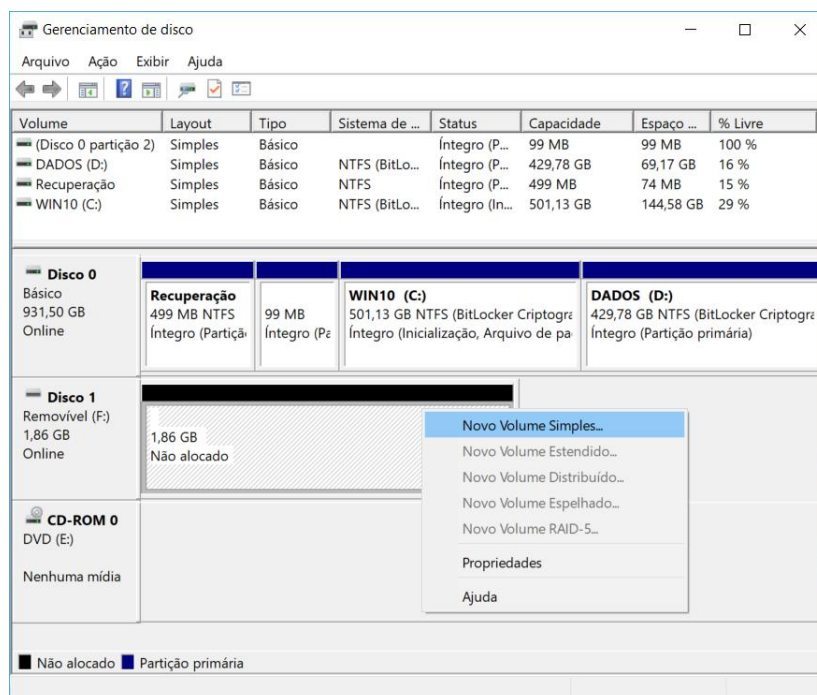 Gerenciamento de disco
Arquivo Ação Exibir Ajuda
Volume Layout Tipo Sistema de ... Status Capacidade Espaço ... % Livre
(Disco 0 partição 2) Simples Básico Íntegro (P... 99 MB 99 MB 100 %
DADOS (D:) Simples Básico NTFS (BitLo... Íntegro (P... 429,78 GB 69,17 GB 16 %
Recuperação Simples Básico NTFS Íntegro (P... 499 MB 74 MB 15 %
WIN10 (C:) Simples Básico NTFS (BitLo... Íntegro (In... 501,13 GB 144,58 GB 29 %
Disco 0
Básico
931,50 GB
Online
Recuperação
499 MB NTFS
Íntegro (Partiçã
99 MB
Íntegro (Pa
WIN10 (C:)
501,13 GB NTFS (BitLocker Criptogra
Íntegro (Inicialização, Arquivo de pa
DADOS (D:)
429,78 GB NTFS (BitLocker Criptogra
Íntegro (Partição primária)
Disco 1
Removível (F:)
1,86 GB
Online
1,86 GB
Não alocado
Novo Volume Simples...
Novo Volume Estendido...
Novo Volume Distribuído...
Novo Volume Espelhado...
Novo Volume RAID-5...
Propriedades
Ajuda
CD-ROM 0
DVD (E:)
Nenhuma mídia
Não alocado Partição primária